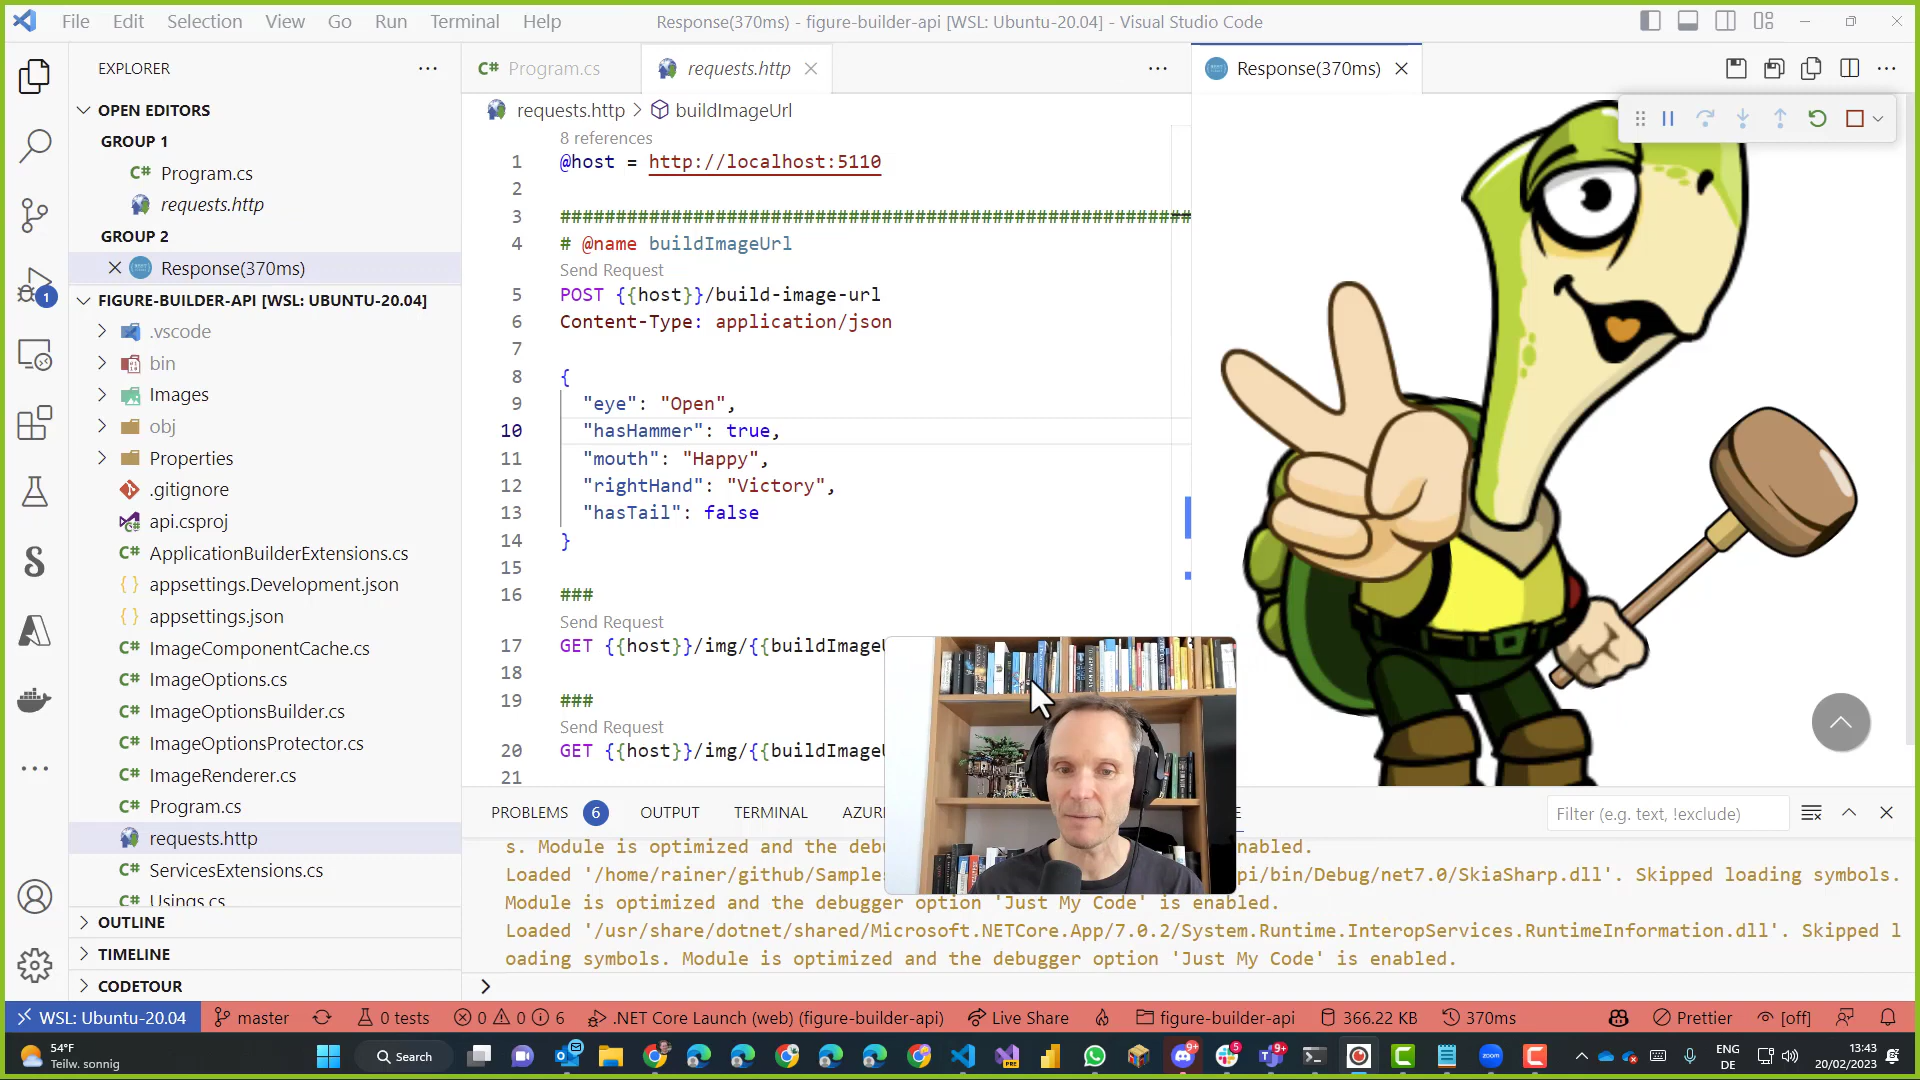 File Edit Selection View Go Run Terminal Help
Response(370ms) - figure-builder-api [WSL: Ubuntu-20.04] - Visual Studio Code
EXPLORER
OPEN EDITORS
GROUP 1
C# Program.cs
requests.http
GROUP 2
Response(370ms)
FIGURE-BUILDER-API [WSL: UBUNTU-20.04]
.vscode
bin
Images
obj
Properties
.gitignore
api.csproj
C# ApplicationBuilderExtensions.cs
{ } appsettings.Development.json
{ } appsettings.json
C# ImageComponentCache.cs
C# ImageOptions.cs
C# ImageOptionsBuilder.cs
C# ImageOptionsProtector.cs
C# ImageRenderer.cs
C# Program.cs
requests.http
C# ServicesExtensions.cs
C# Usings.cs
OUTLINE
TIMELINE
CODETOUR
1
C# Program.cs
requests.http
Response(370ms)
requests.http > buildImageUrl
8 references
1 @host = http://localhost:5110
2
3 #########################################################
4 # @name buildImageUrl
Send Request
5 POST {{host}}/build-image-url
6 Content-Type: application/json
7
8 {
9 "eye": "Open",
10 "hasHammer": true,
11 "mouth": "Happy",
12 "rightHand": "Victory",
13 "hasTail": false
14 }
15
16 ###
Send Request
17 GET {{host}}/img/{{buildImageU
18
19 ###
Send Request
20 GET {{host}}/img/{{buildImageU
21
PROBLEMS 6 OUTPUT TERMINAL AZUR
Filter (e.g. text, !exclude)
s. Module is optimized and the debu
nabled.
Loaded '/home/rainer/github/Sample
pi/bin/Debug/net7.0/SkiaSharp.dll'. Skipped loading symbols.
Module is optimized and the debugger option 'Just My Code' is enabled.
Loaded '/usr/share/dotnet/shared/Microsoft.NETCore.App/7.0.2/System.Runtime.InteropServices.RuntimeInformation.dll'. Skipped l
oading symbols. Module is optimized and the debugger option 'Just My Code' is enabled.
WSL: Ubuntu-20.04 master 0 tests 0 0 6 .NET Core Launch (web) (figure-builder-api) Live Share figure-builder-api 366.22 KB 370ms Prettier [off]
54°F
Teilw. sonnig
Search
PRE
9+
5
9+
zoom
ENG
DE
13:43
20/02/2023